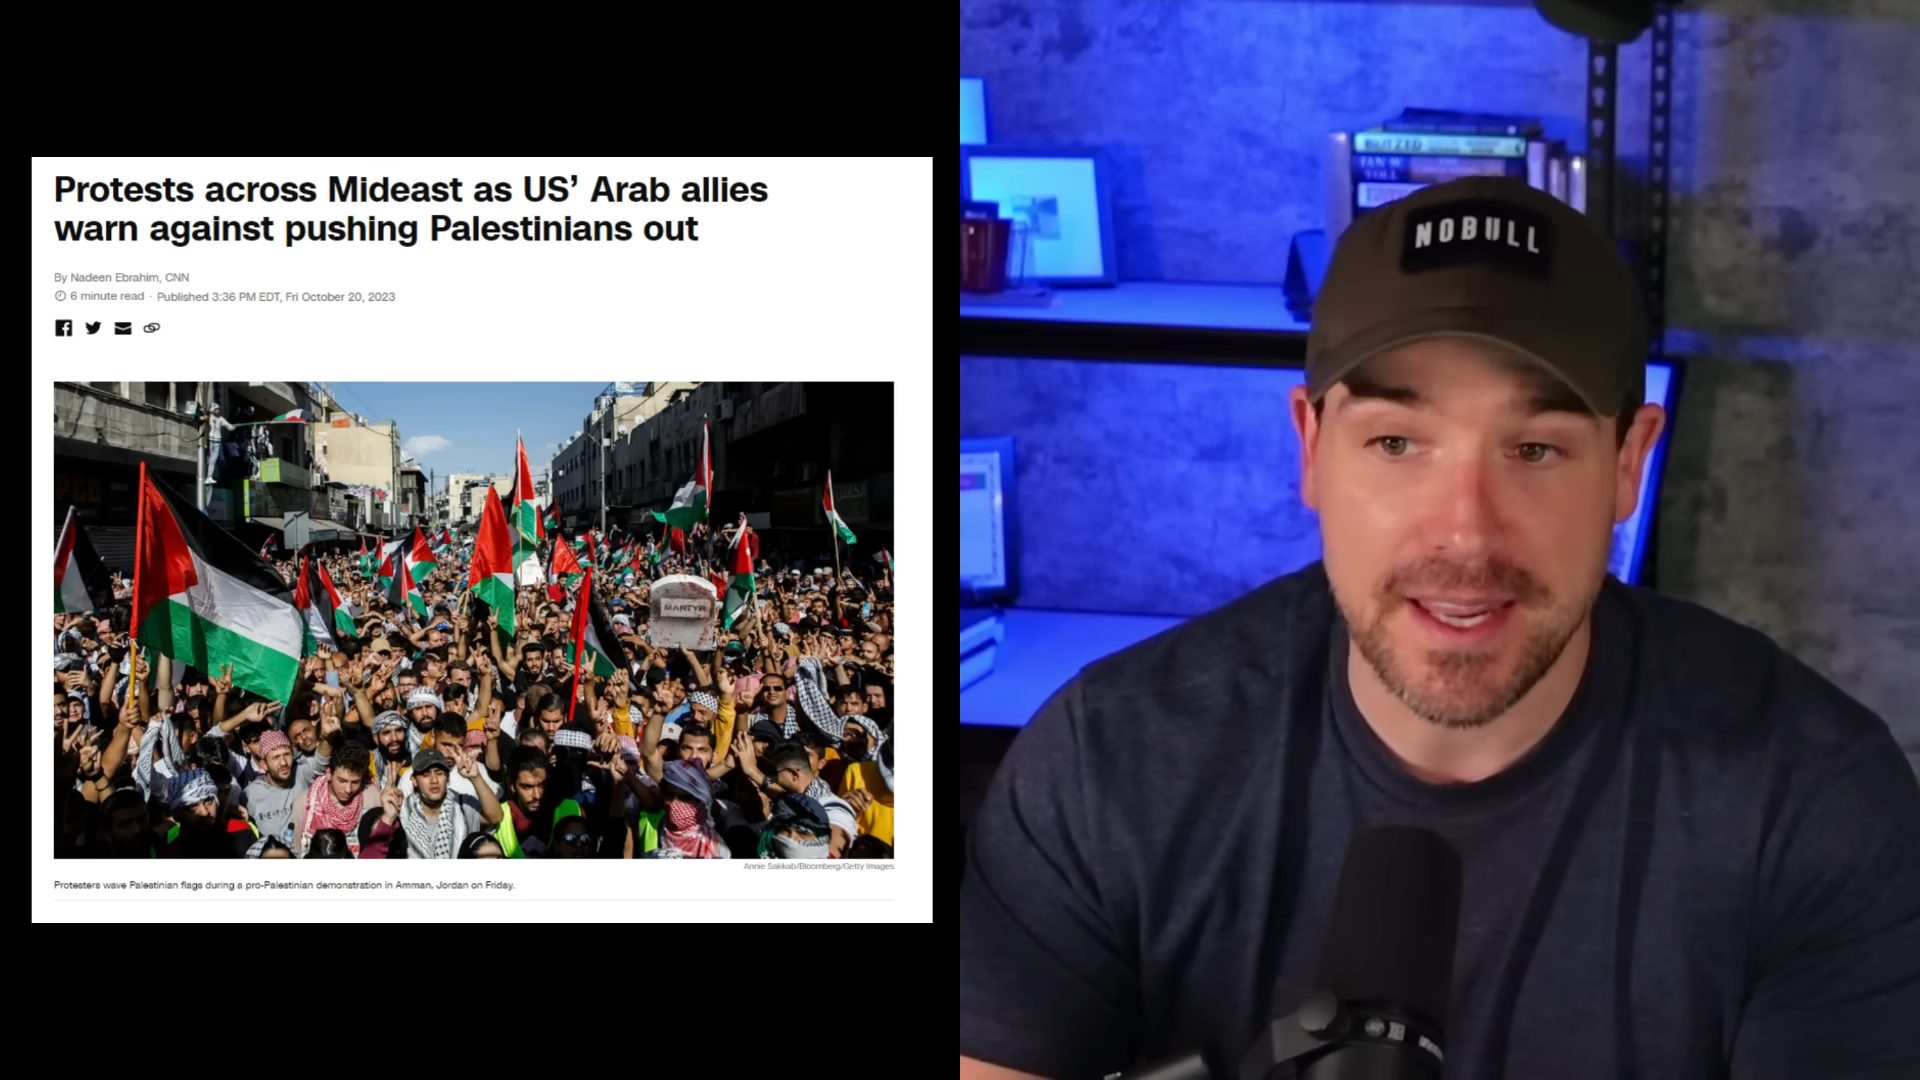 Protests across Mideast as US’ Arab allies
warn against pushing Palestinians out
By Nadeen Ebrahim, CNN
6 minute read · Published 3:36 PM EDT, Fri October 20, 2023
MARTYR
Annie Sakkab/Bloomberg/Getty Images
Protesters wave Palestinian flags during a pro-Palestinian demonstration in Amman, Jordan on Friday.
BLITZED
NOBULL